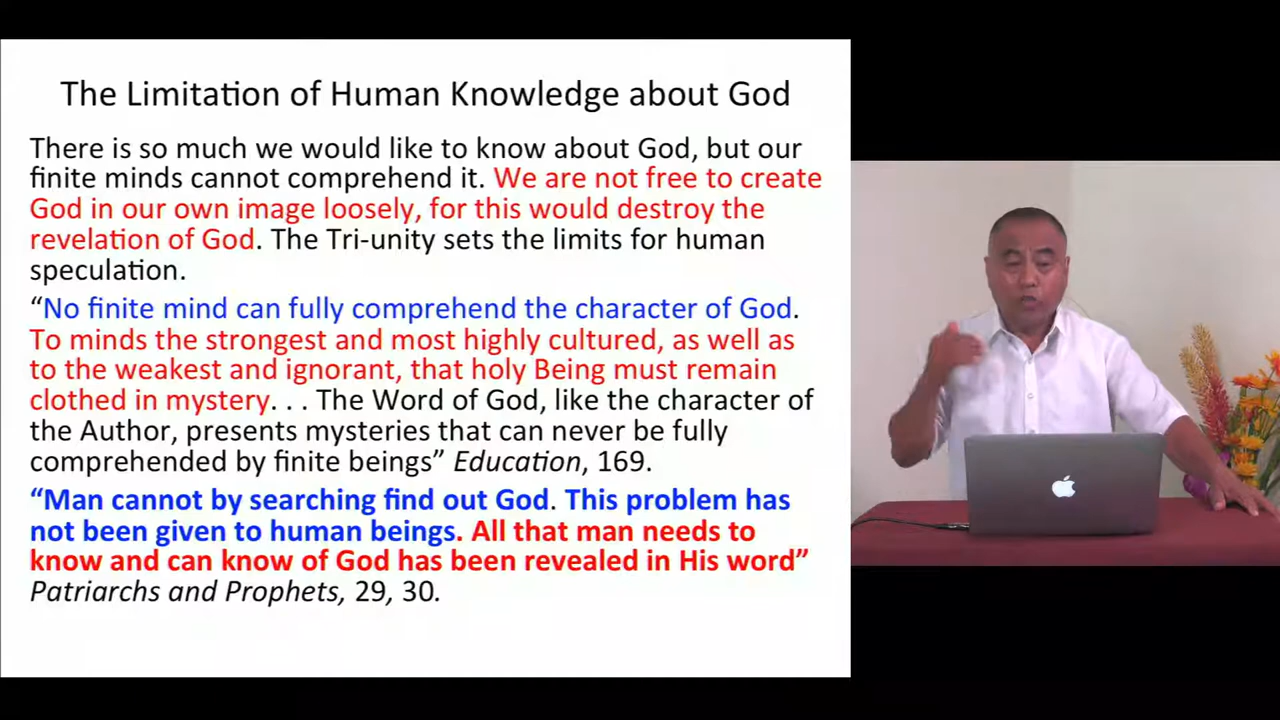 The Limitation of Human Knowledge about God
There is so much we would like to know about God, but our
finite minds cannot comprehend it. We are not free to create
God in our own image loosely, for this would destroy the
revelation of God. The Tri-unity sets the limits for human
speculation.
“No finite mind can fully comprehend the character of God.
To minds the strongest and most highly cultured, as well as
to the weakest and ignorant, that holy Being must remain
clothed in mystery. . . The Word of God, like the character of
the Author, presents mysteries that can never be fully
comprehended by finite beings” Education, 169.
“Man cannot by searching find out God. This problem has
not been given to human beings. All that man needs to
know and can know of God has been revealed in His word”
Patriarchs and Prophets, 29, 30.